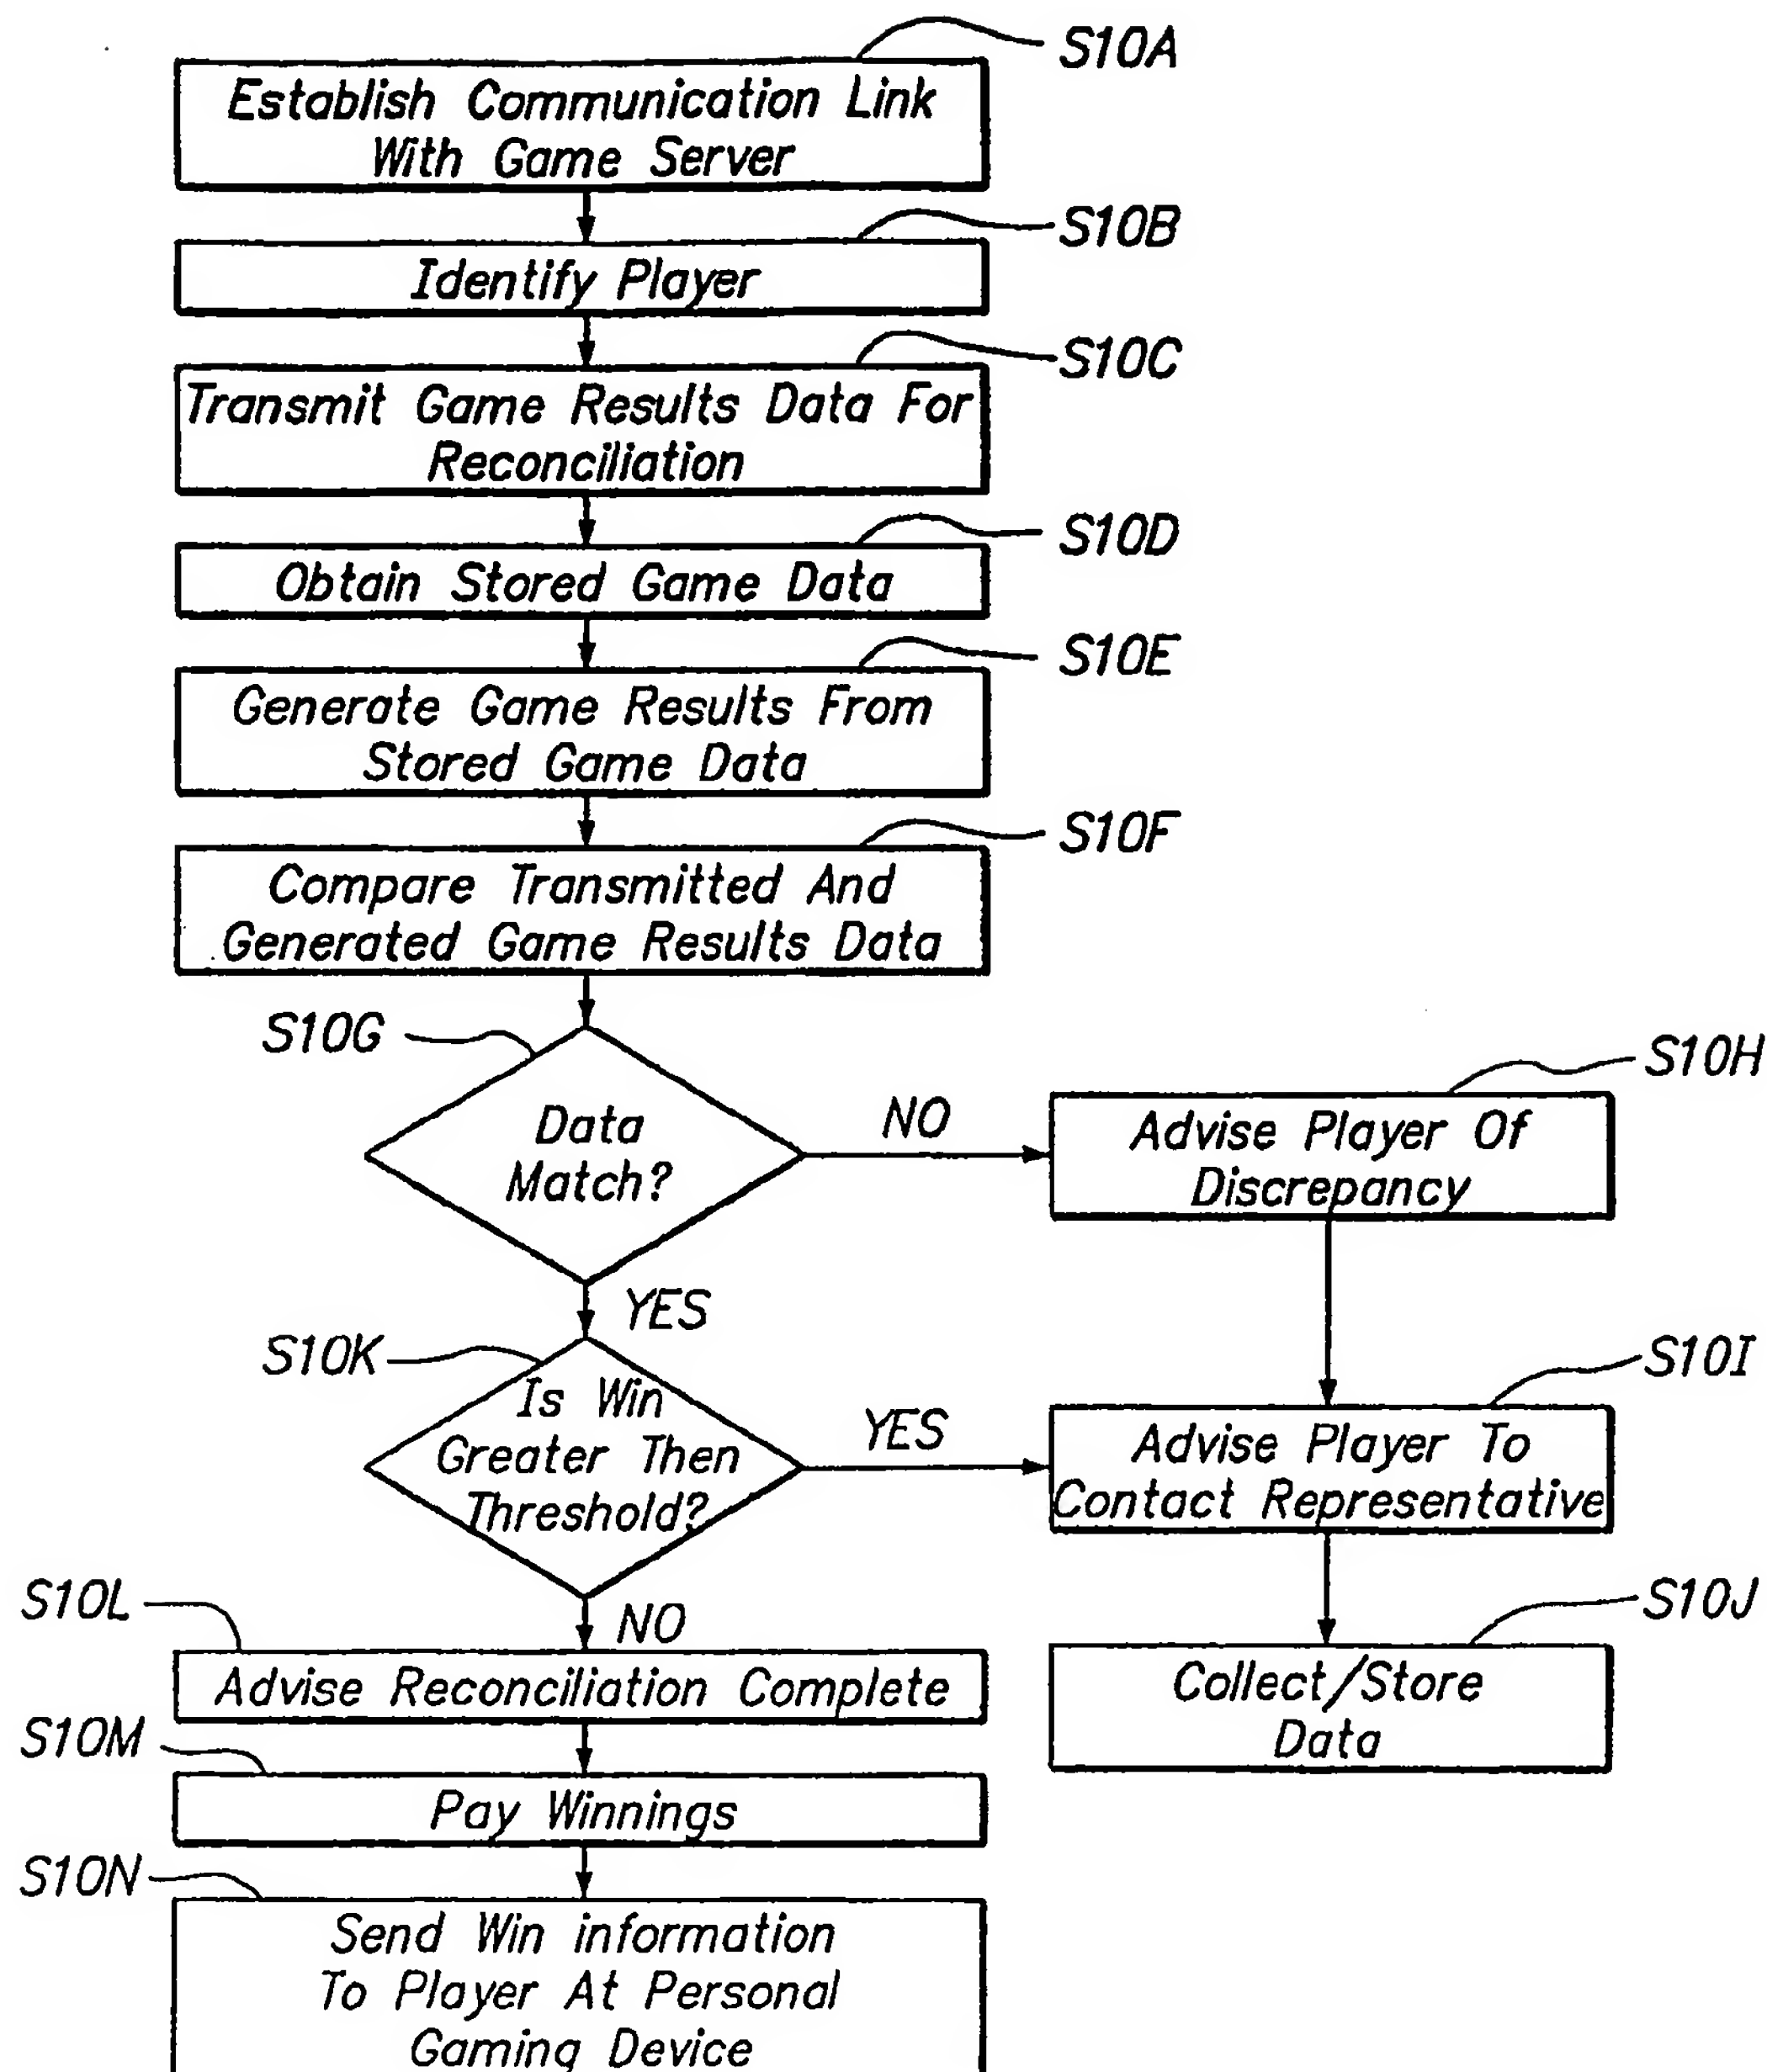 S10A
Establish Communication Link
With Game Server
S10B
Identify Player
S10C
Transmit Game Results Data For
Reconciliation
S10D
Obtain Stored Game Data
S10E
Generate Game Results From
Stored Game Data
S10F
Compare Transmitted And
Generated Game Results Data
S10G
Data
Match?
NO
S10H
Advise Player Of
Discrepancy
YES
S10K
Is Win
Greater Then
Threshold?
YES
S10I
Advise Player To
Contact Representative
NO
S10J
Collect/Store
Data
S10L
Advise Reconciliation Complete
S10M
Pay Winnings
S10N
Send Win information
To Player At Personal
Gaming Device